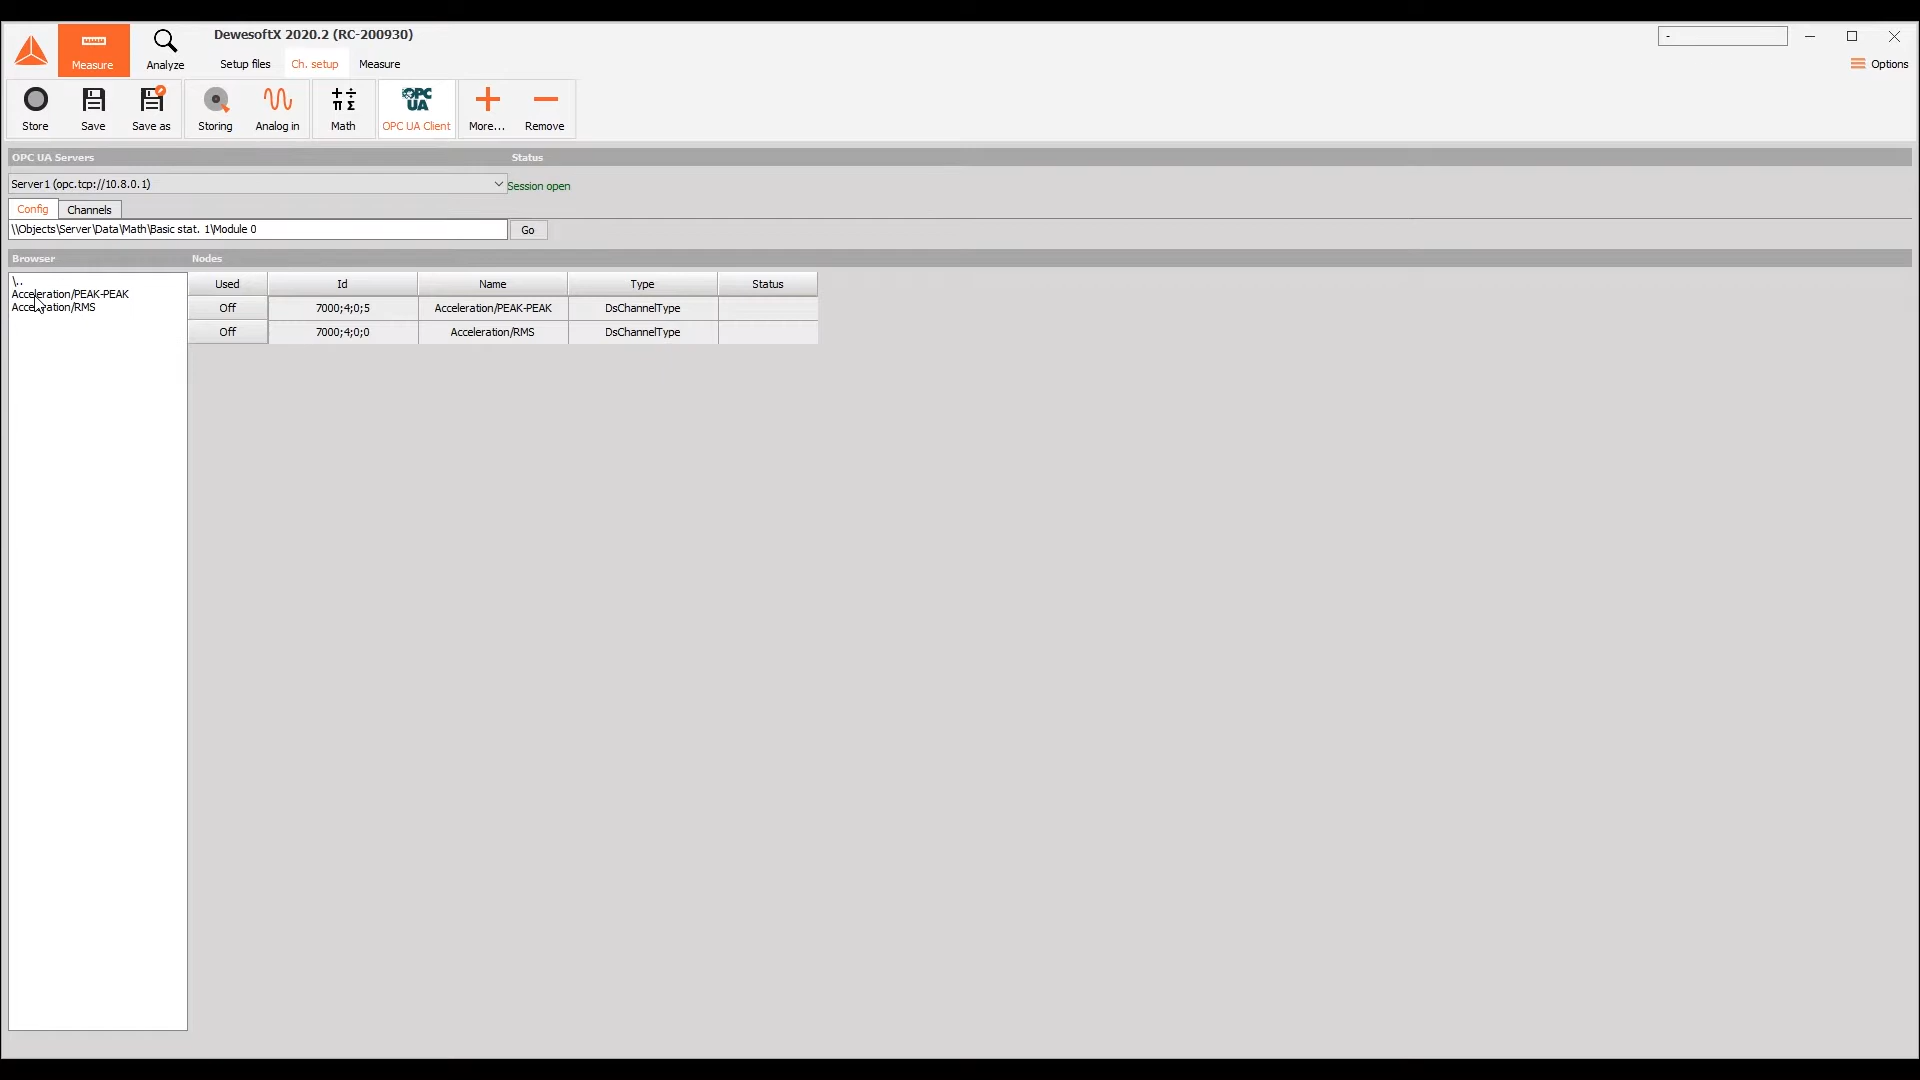 DewesoftX 2020.2 (RC-200930)
-
Measure
Analyze
Setup files
Ch. setup
Measure
Options
OPC
UA
Store
Save
Save as
Storing
Analog in
Math
OPC UA Client
More...
Remove
OPC UA Servers
Status
Server1 (opc.tcp://10.8.0.1)
Session open
Config
Channels
\\Objects\Server\Data\Math\Basic stat. 1\Module 0
Go
Browser
Nodes
\..
Acceleration/PEAK-PEAK
Acceleration/RMS
Used Id Name Type Status
Off 7000;4;0;5 Acceleration/PEAK-PEAK DsChannelType
Off 7000;4;0;0 Acceleration/RMS DsChannelType